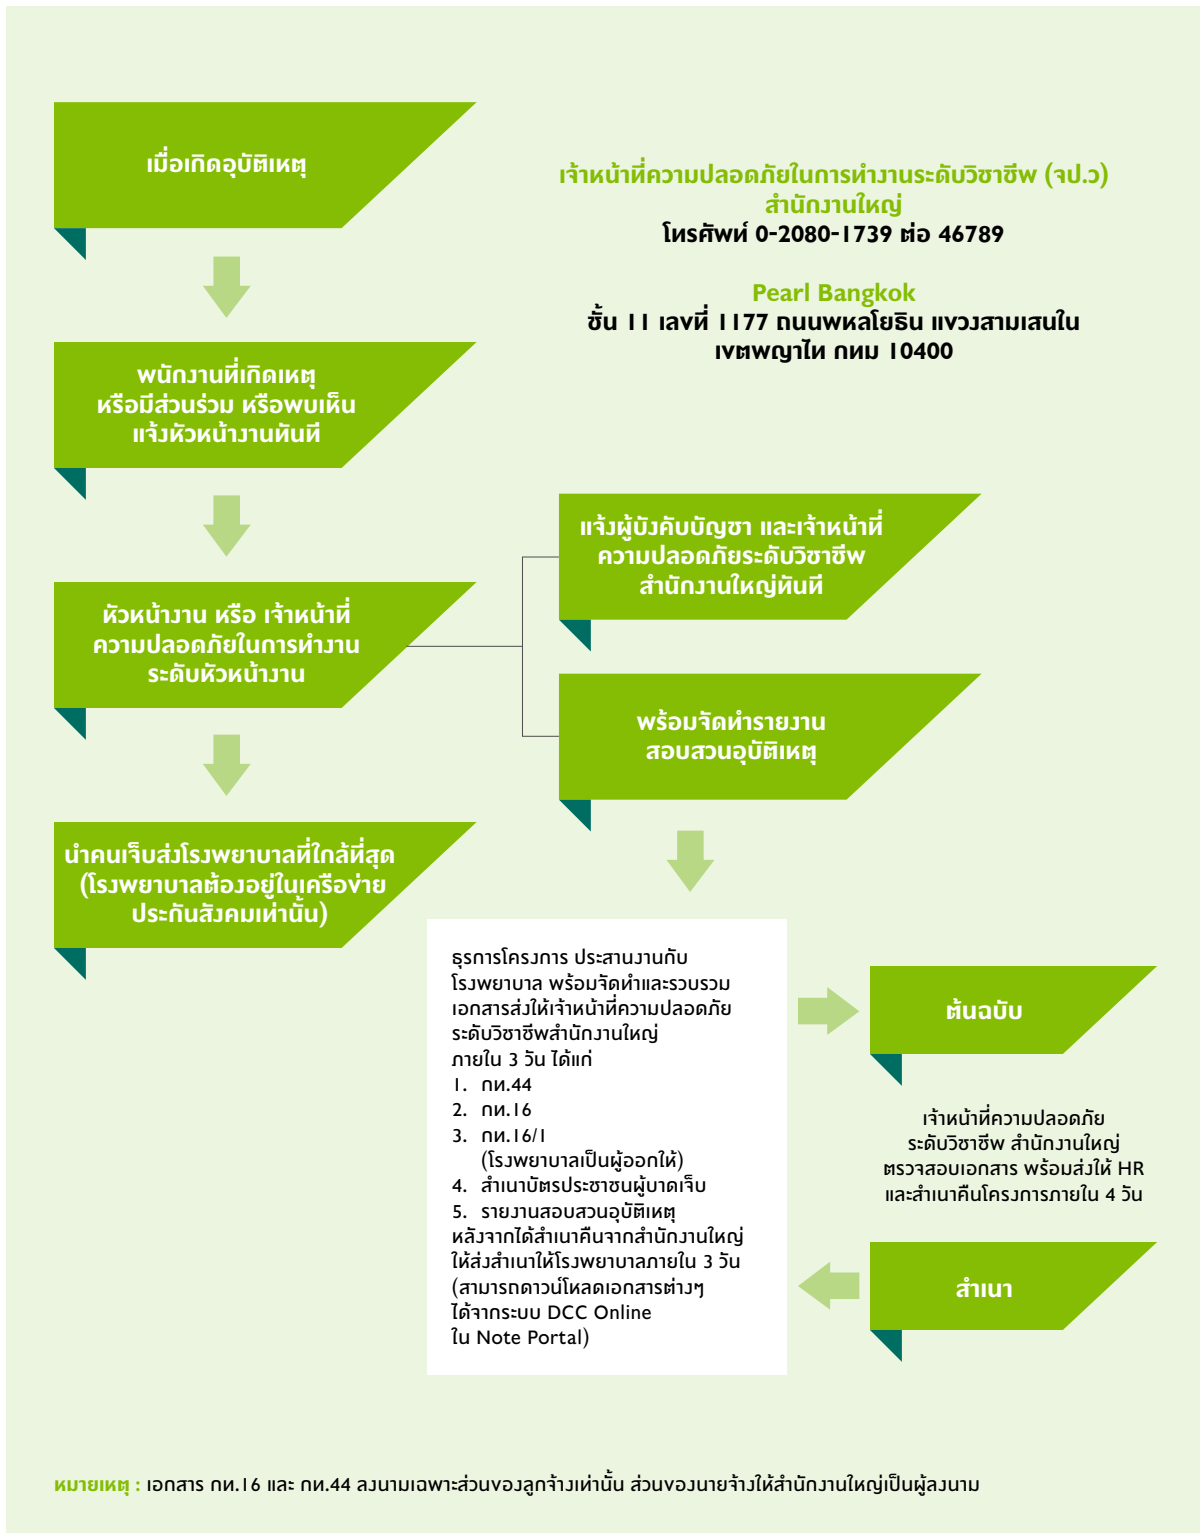 เมื่อเกิดอุบัติเหตุ
เจ้าหน้าที่ความปลอดภัยในการทำงานระดับวิชาชีพ (จป.ว)
สำนักงานใหญ่
โทรศัพท์ 0-2080-1739 ต่อ 46789
Pearl Bangkok
ชั้น 11 เลขที่ 1177 ถนนพหลโยธิน แขวงสามเสนใน
เขตพญาไท กทม 10400
พนักงานที่เกิดเหตุ
หรือมีส่วนร่วม หรือพบเห็น
แจ้งหัวหน้างานทันที
หัวหน้างาน หรือ เจ้าหน้าที่
ความปลอดภัยในการทำงาน
ระดับหัวหน้างาน
แจ้งผู้บังคับบัญชา และเจ้าหน้าที่
ความปลอดภัยระดับวิชาชีพ
สำนักงานใหญ่ทันที
พร้อมจัดทำรายงาน
สอบสวนอุบัติเหตุ
นำคนเจ็บส่งโรงพยาบาลที่ใกล้ที่สุด
(โรงพยาบาลต้องอยู่ในเครือข่าย
ประกันสังคมเท่านั้น)
ธุรการโครงการ ประสานงานกับ
โรงพยาบาล พร้อมจัดทำและรวบรวม
เอกสารส่งให้เจ้าหน้าที่ความปลอดภัย
ระดับวิชาชีพสำนักงานใหญ่
ภายใน 3 วัน ได้แก่
1. กท.44
2. กท.16
3. กท.16/1
(โรงพยาบาลเป็นผู้ออกให้)
4. สำเนาบัตรประชาชนผู้บาดเจ็บ
5. รายงานสอบสวนอุบัติเหตุ
หลังจากได้สำเนาคืนจากสำนักงานใหญ่
ให้ส่งสำเนาให้โรงพยาบาลภายใน 3 วัน
(สามารถดาวน์โหลดเอกสารต่างๆ
ได้จากระบบ DCC Online
ใน Note Portal)
ต้นฉบับ
เจ้าหน้าที่ความปลอดภัย
ระดับวิชาชีพ สำนักงานใหญ่
ตรวจสอบเอกสาร พร้อมส่งให้ HR
และสำเนาคืนโครงการภายใน 4 วัน
สำเนา
หมายเหตุ : เอกสาร กท.16 และ กท.44 ลงนามเฉพาะส่วนของลูกจ้างเท่านั้น ส่วนของนายจ้างให้สำนักงานใหญ่เป็นผู้ลงนาม